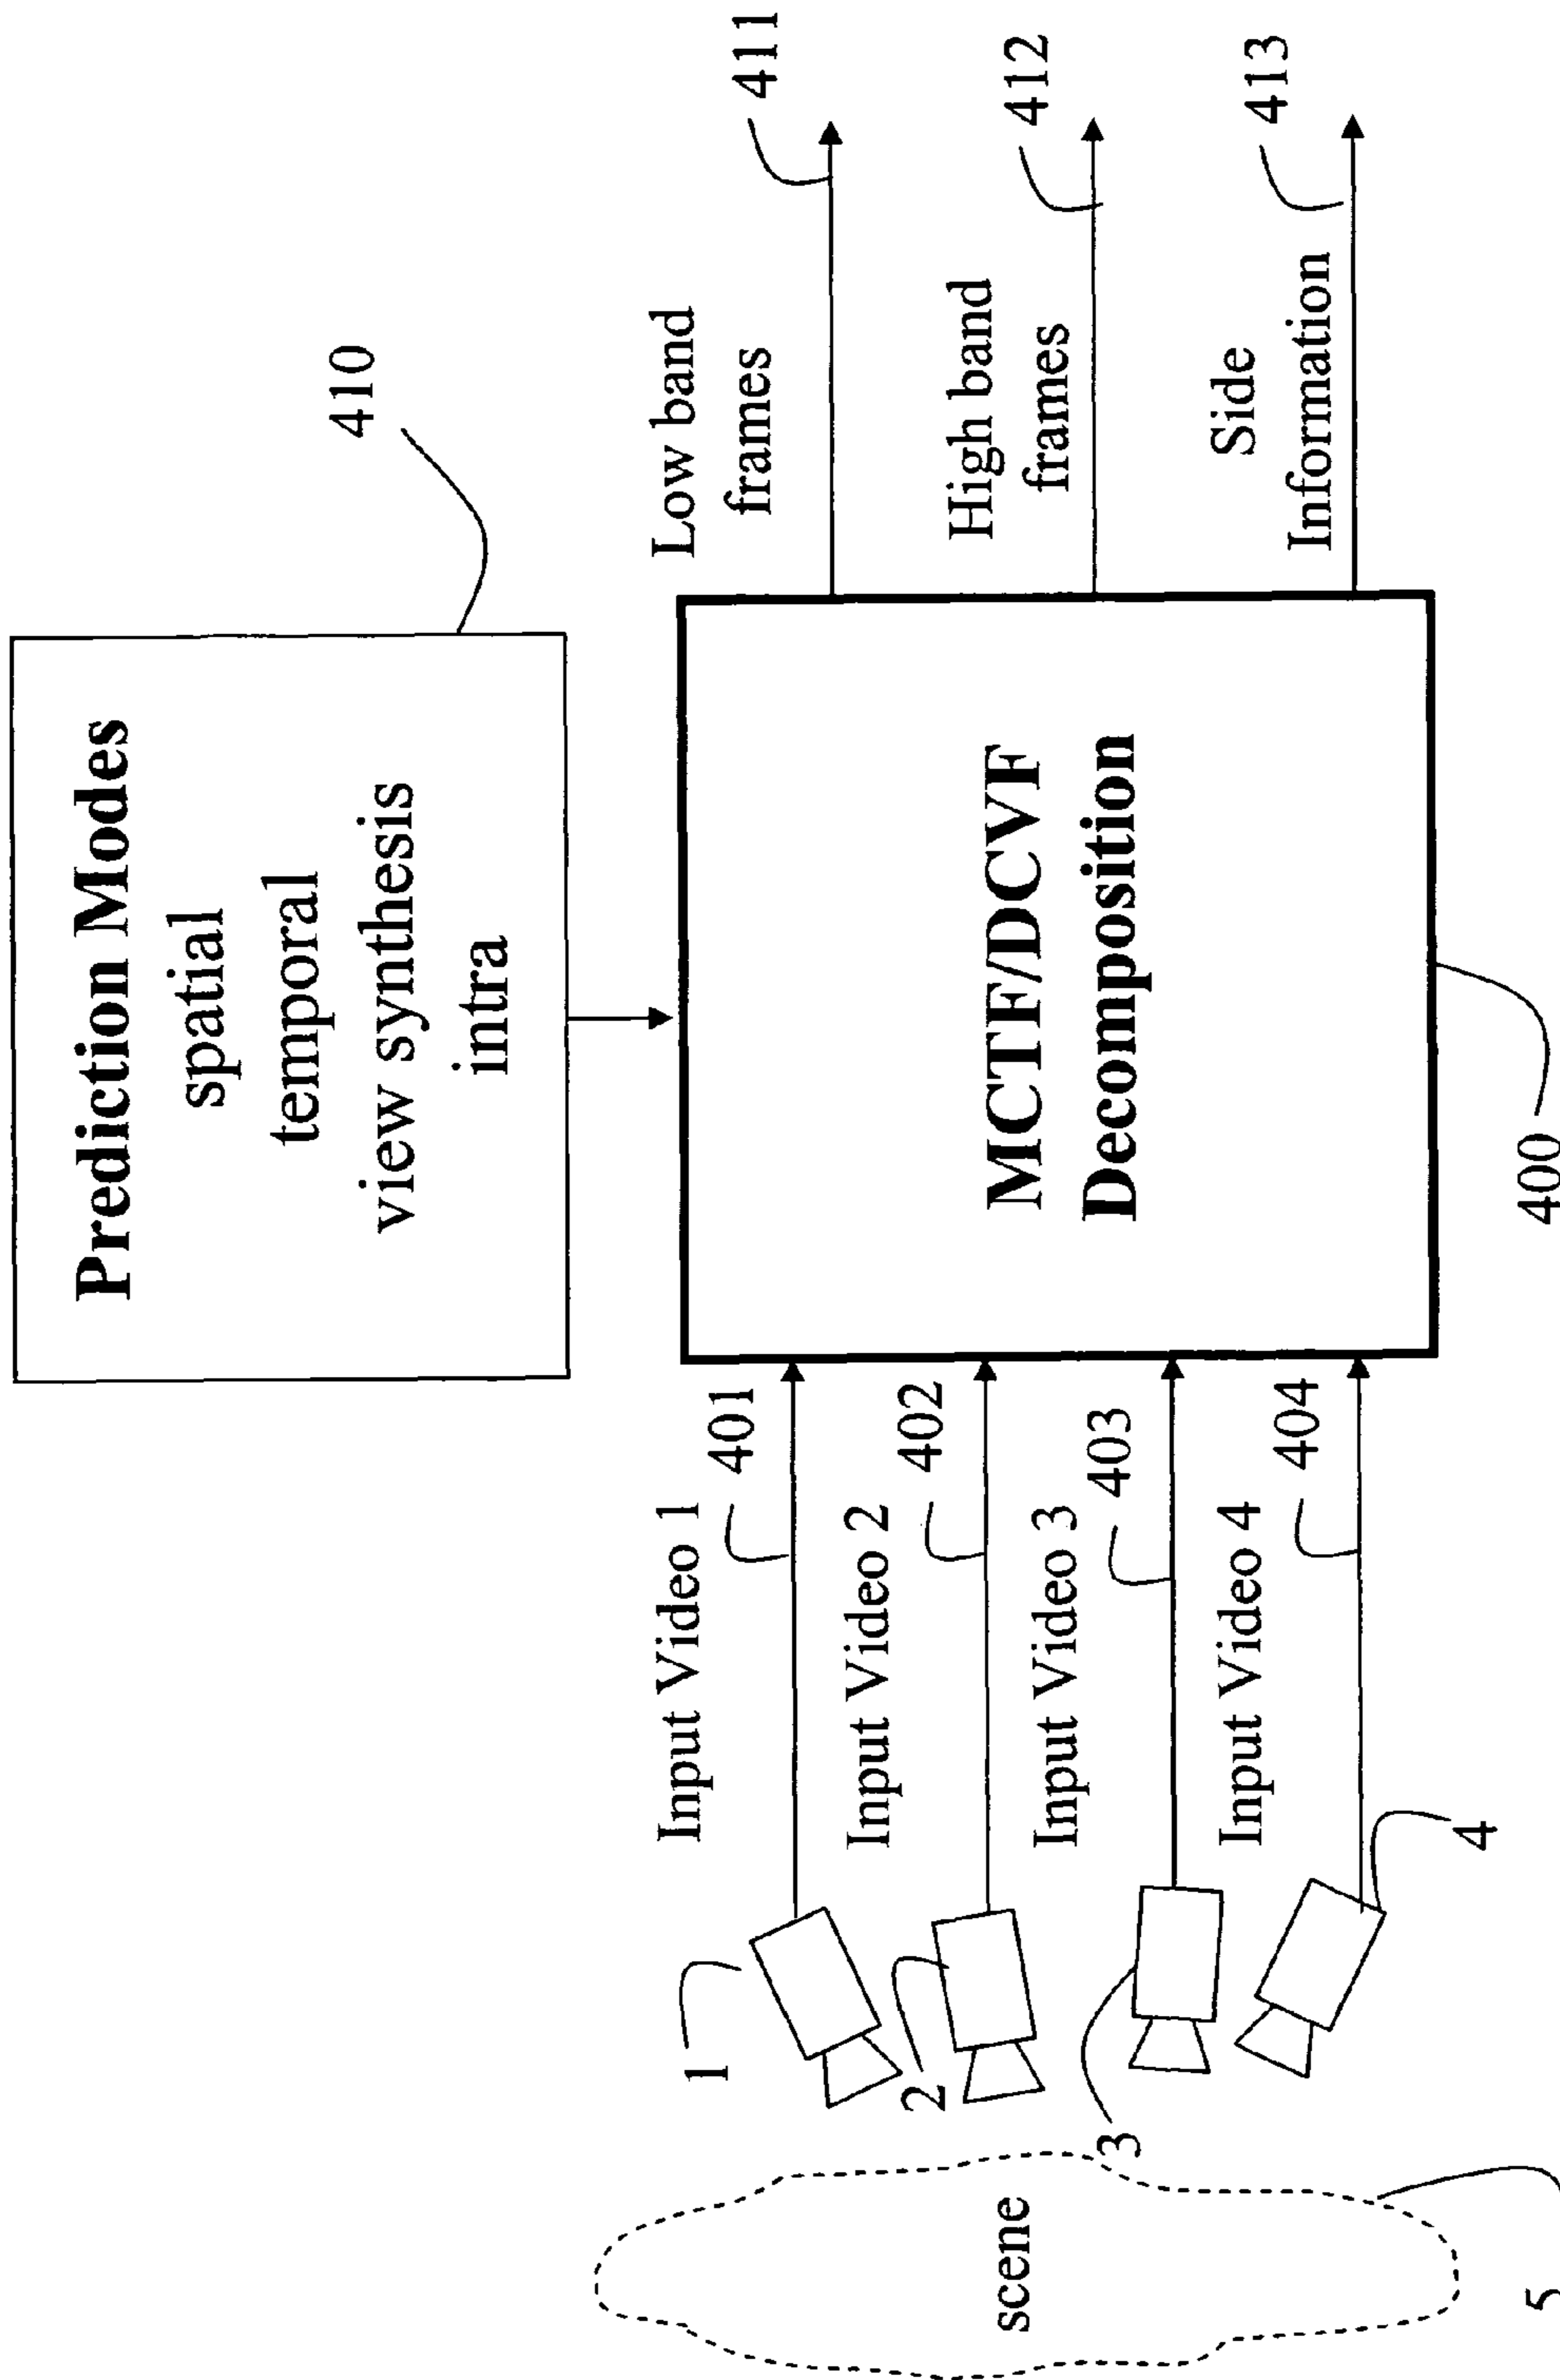 Prediction Modes
spatial
temporal
view synthesis
intra
410
Input Video 1
401
Input Video 2
402
Input Video 3
403
Input Video 4
404
MCTF/DCVF
Decomposition
400
Low band
frames
411
High band
frames
412
Side
Information
413
1
2
3
4
scene
5